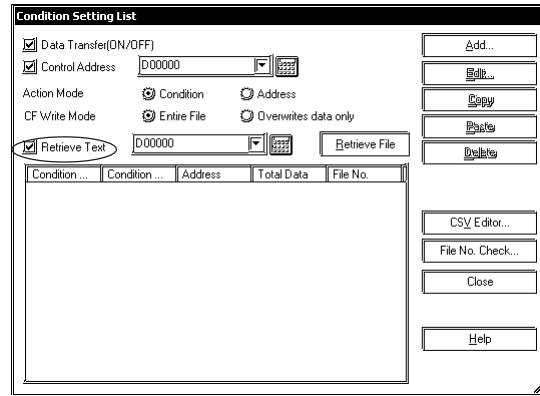 Condition Setting List
Data Transfer(ON/OFF)
Add...
Control Address D00000
Edit...
Action Mode Condition Address
Copy
CF Write Mode Entire File Overwrites data only
Paste
Retrieve Text D00000 Retrieve File
Delete
Condition ... Condition ... Address Total Data File No.
CSV Editor...
File No. Check...
Close
Help